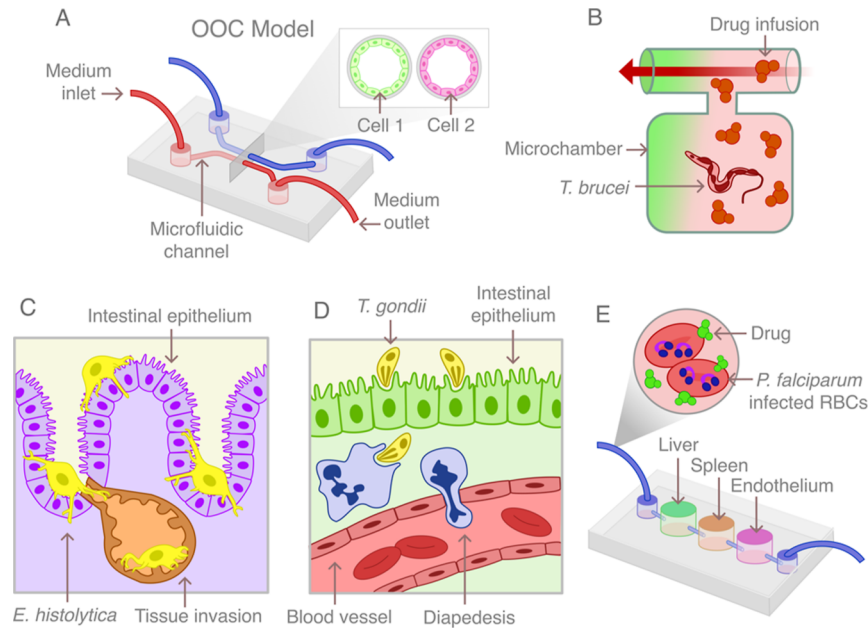 A
OOC Model
Medium
inlet
Cell 1
Cell 2
Microfluidic
channel
Medium
outlet
B
Drug infusion
Microchamber
T. brucei
C
Intestinal epithelium
E. histolytica
Tissue invasion
D
T. gondii
Intestinal
epithelium
Blood vessel
Diapedesis
E
Drug
P. falciparum
infected RBCs
Liver
Spleen
Endothelium